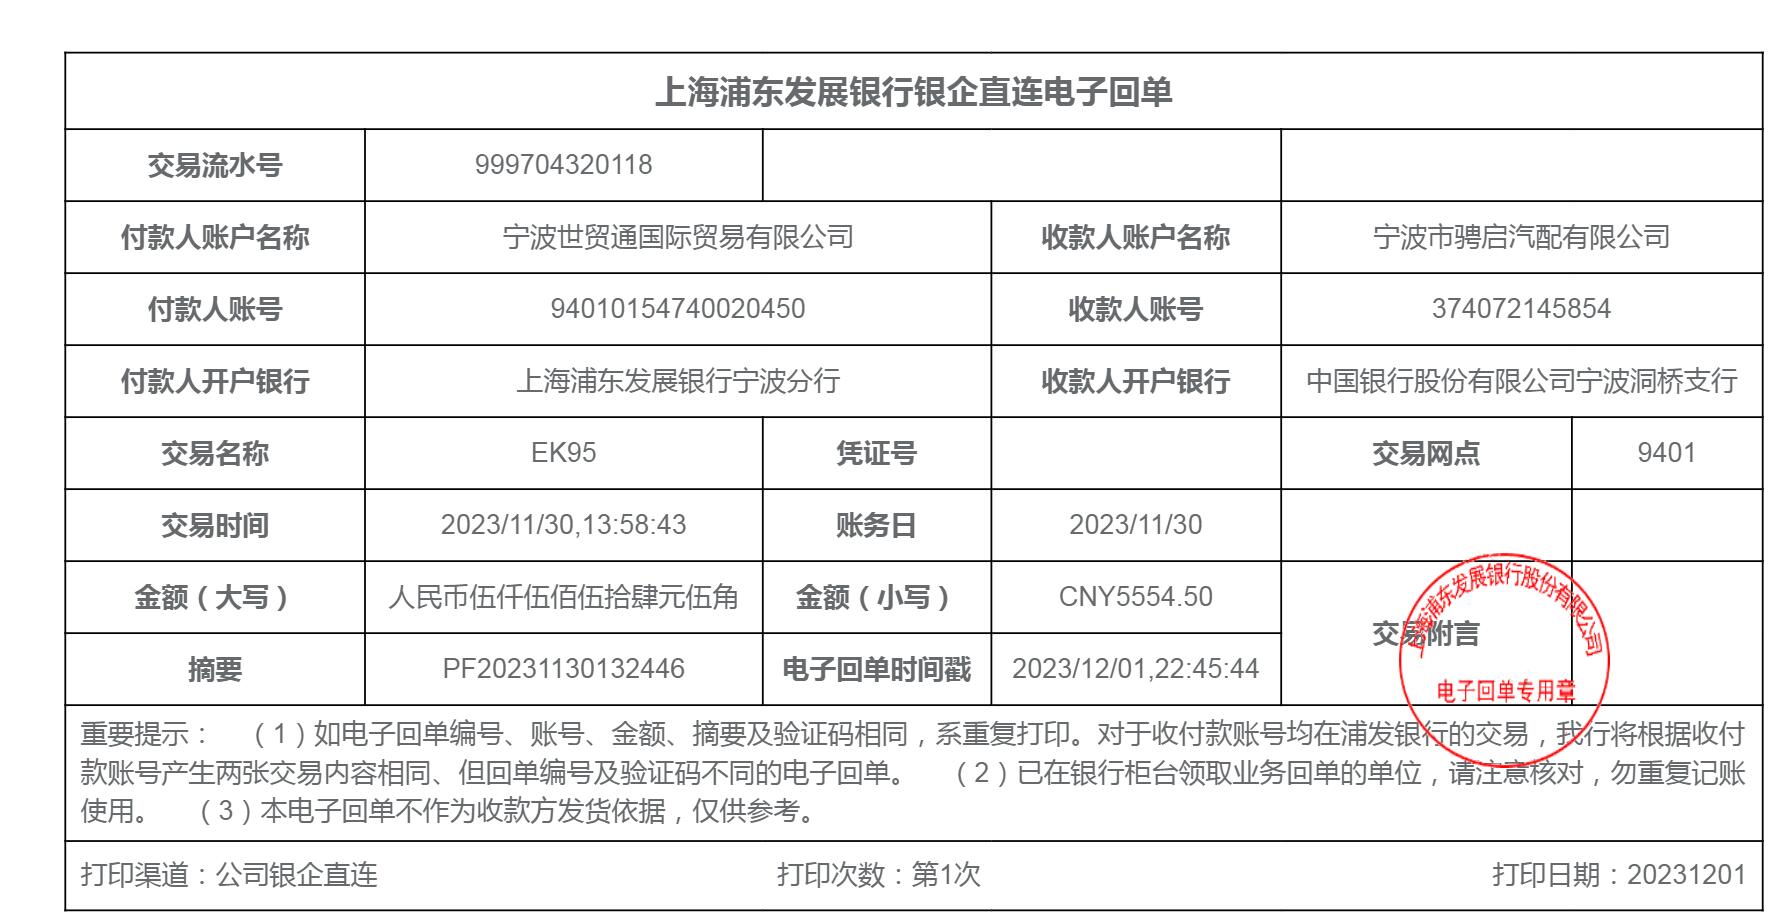 上海浦东发展银行银企直连电子回单
交易流水号 999704320118
付款人账户名称 宁波世贸通国际贸易有限公司 收款人账户名称 宁波市骋启汽配有限公司
付款人账号 94010154740020450 收款人账号 374072145854
付款人开户银行 上海浦东发展银行宁波分行 收款人开户银行 中国银行股份有限公司宁波洞桥支行
交易名称 EK95 凭证号 交易网点 9401
交易时间 2023/11/30,13:58:43 账务日 2023/11/30
金额（大写） 人民币伍仟伍佰伍拾肆元伍角 金额（小写） CNY5554.50
交易附言
上海浦东发展银行股份有限公司
电子回单专用章
摘要 PF20231130132446 电子回单时间戳 2023/12/01,22:45:44
重要提示： （1）如电子回单编号、账号、金额、摘要及验证码相同，系重复打印。对于收付款账号均在浦发银行的交易，我行将根据收付
款账号产生两张交易内容相同、但回单编号及验证码不同的电子回单。 （2）已在银行柜台领取业务回单的单位，请注意核对，勿重复记账
使用。 （3）本电子回单不作为收款方发货依据，仅供参考。
打印渠道：公司银企直连 打印次数：第1次 打印日期：20231201